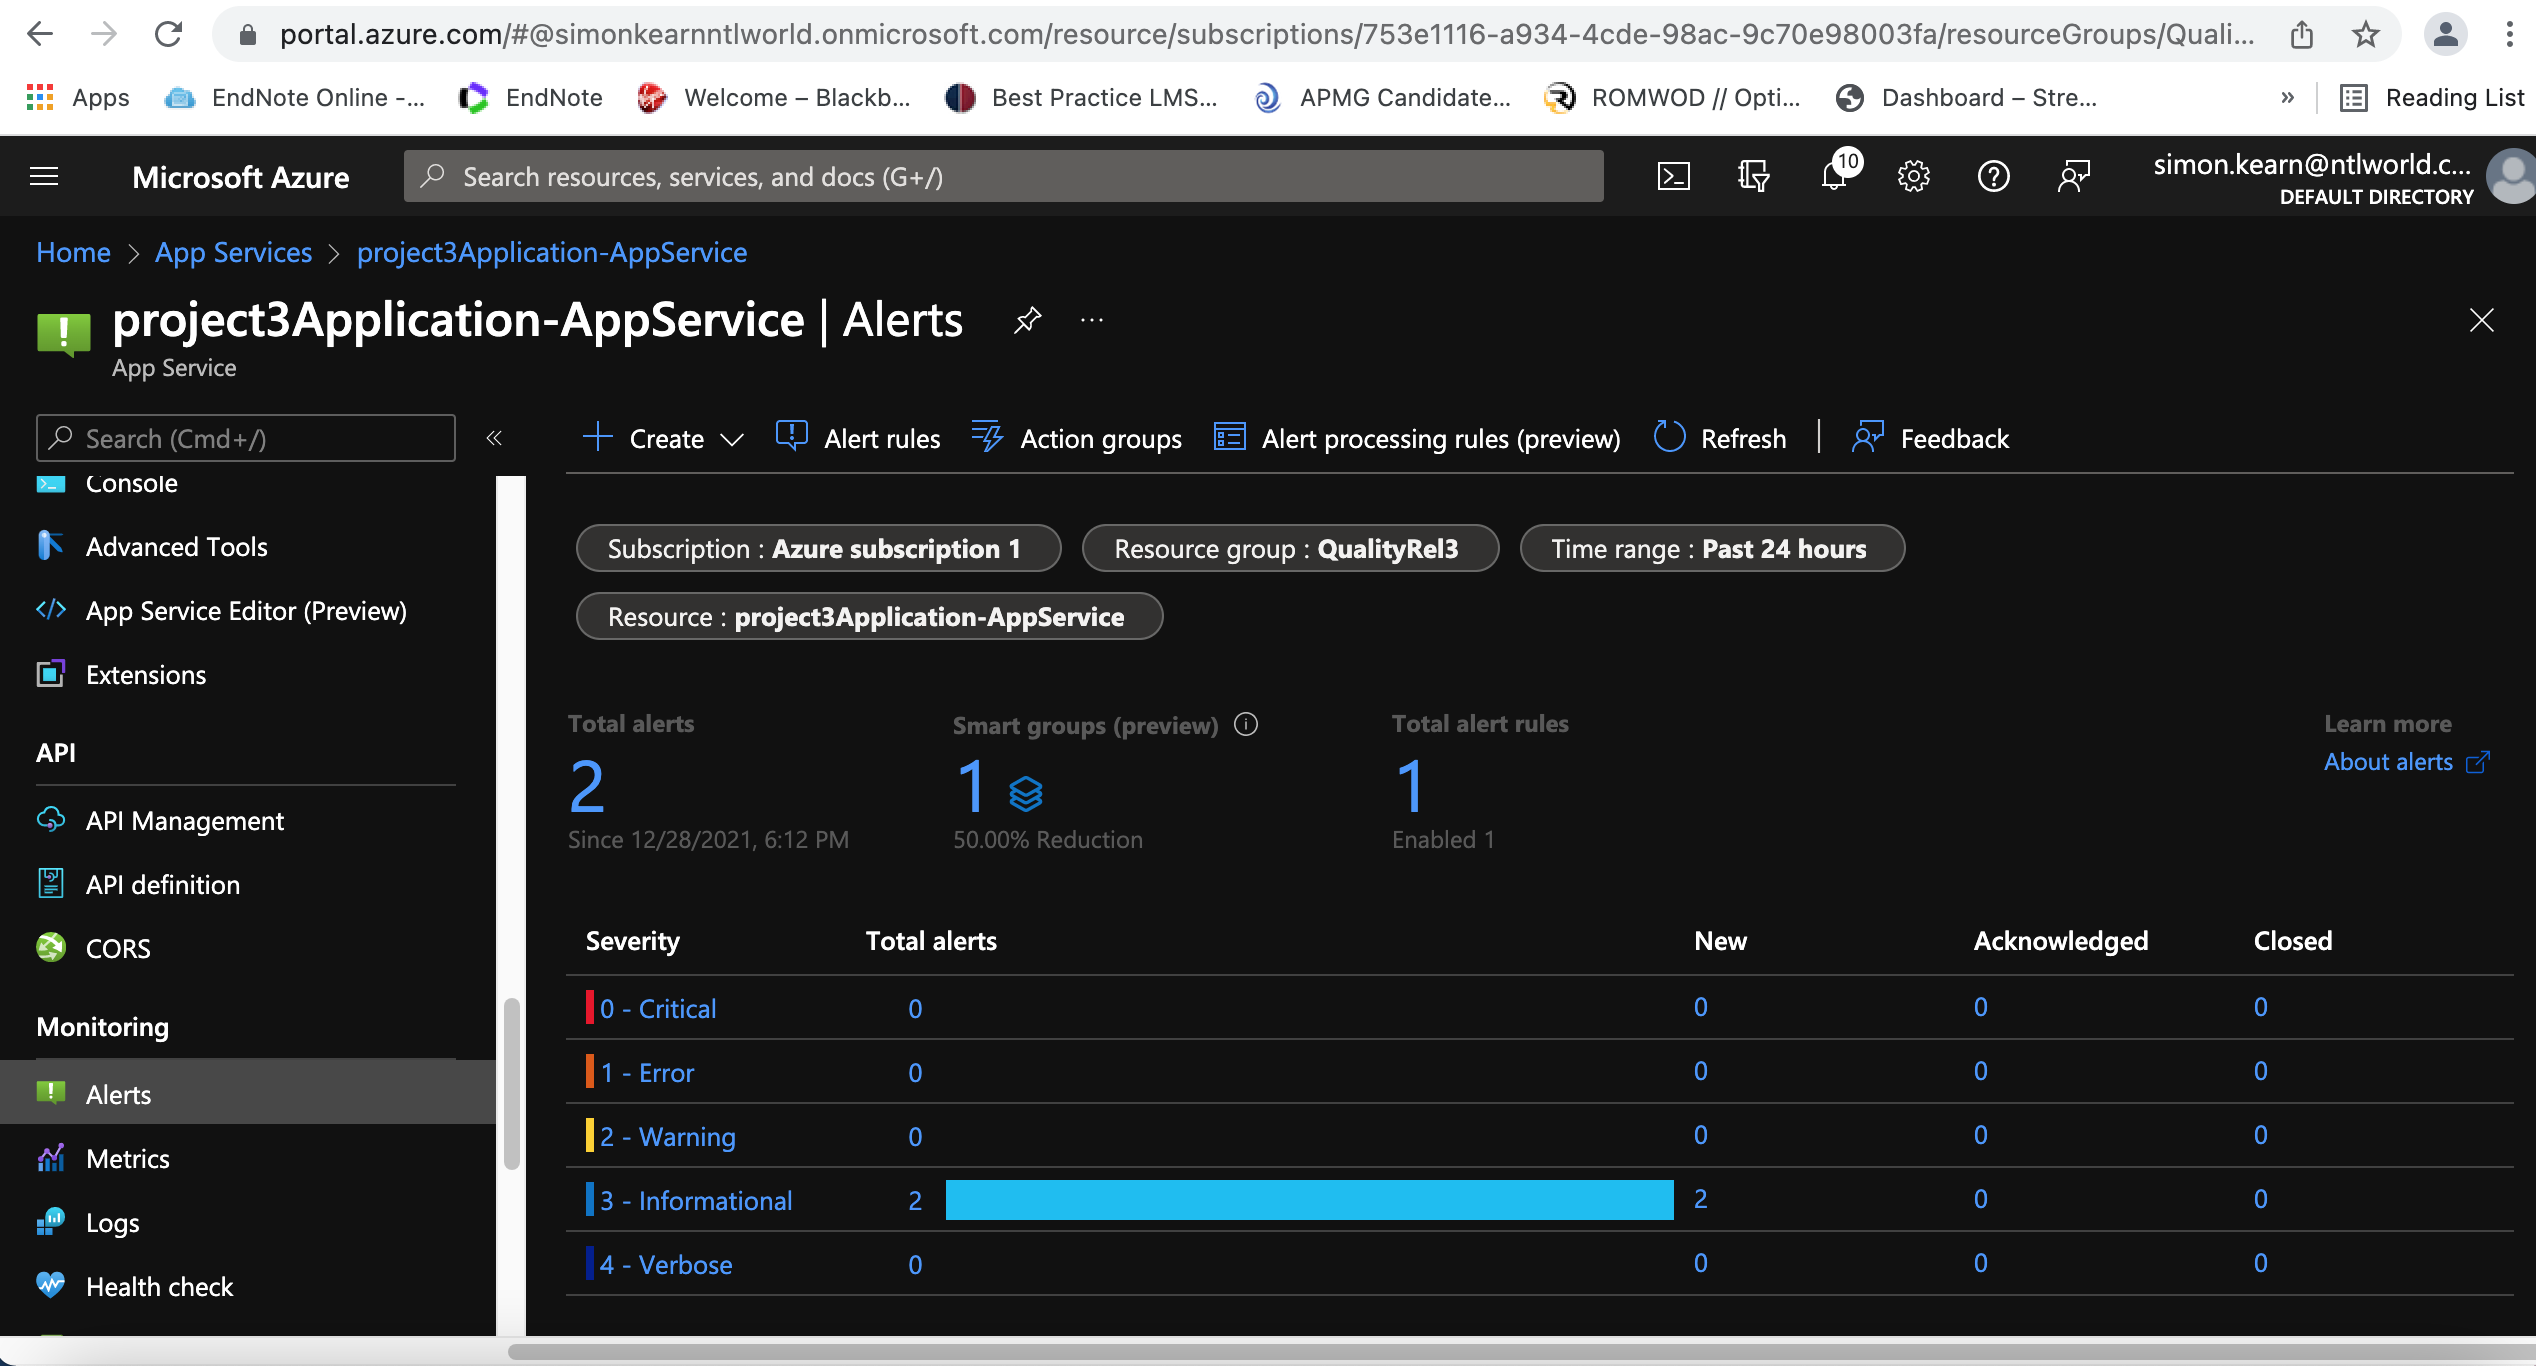 portal.azure.com/#@simonkearnntlworld.onmicrosoft.com/resource/subscriptions/753e1116-a934-4cde-98ac-9c70e98003fa/resourceGroups/Quali...
Apps EndNote Online -... EndNote Welcome – Blackb... Best Practice LMS... APMG Candidate... ROMWOD // Opti... Dashboard – Stre... » Reading List
Microsoft Azure Search resources, services, and docs (G+/) 10 simon.kearn@ntlworld.c...
DEFAULT DIRECTORY
Home > App Services > project3Application-AppService
project3Application-AppService | Alerts ...
App Service
Search (Cmd+/) «
Console
Advanced Tools
App Service Editor (Preview)
Extensions
API
API Management
API definition
CORS
Monitoring
Alerts
Metrics
Logs
Health check
Create Alert rules Action groups Alert processing rules (preview) Refresh | Feedback
Subscription : Azure subscription 1 Resource group : QualityRel3 Time range : Past 24 hours
Resource : project3Application-AppService
Total alerts Smart groups (preview) Total alert rules Learn more
2 1 1 About alerts
Since 12/28/2021, 6:12 PM 50.00% Reduction Enabled 1
Severity Total alerts New Acknowledged Closed
0 - Critical 0 0 0 0
1 - Error 0 0 0 0
2 - Warning 0 0 0 0
3 - Informational 2 2 0 0
4 - Verbose 0 0 0 0